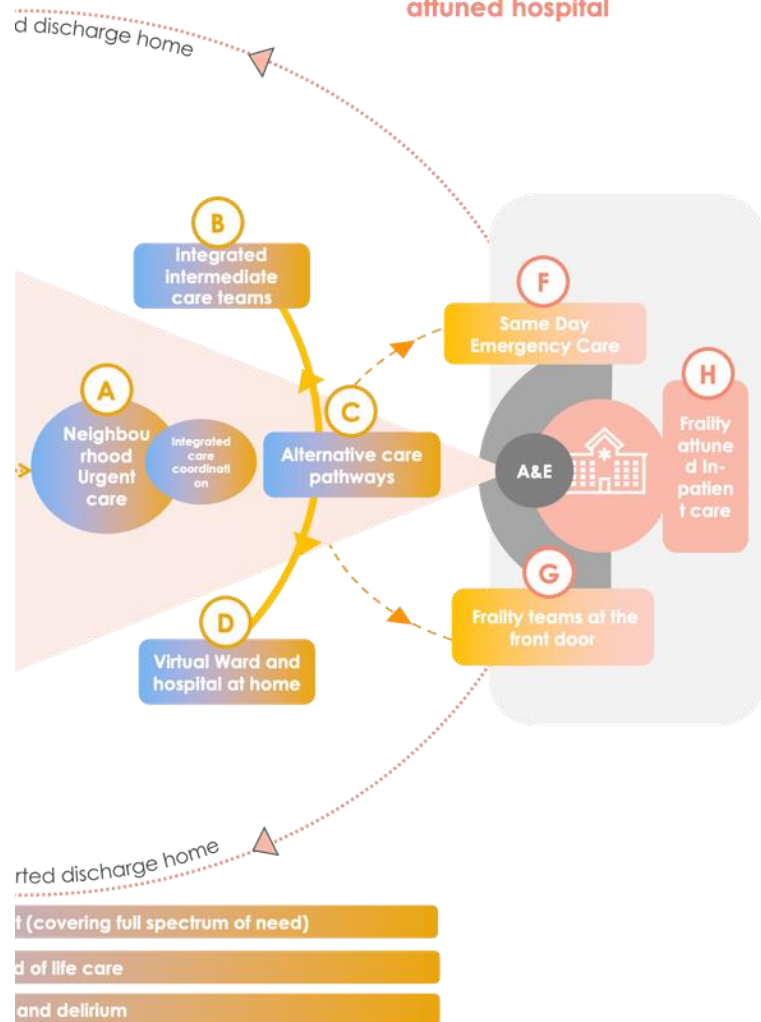 attuned hospital
d discharge home
B
integrated
intermediate
care teams
F
Same Day
Emergency Care
A
Neighbou
rhood
Urgent
care
Integrated
care
coordinati
on
C
Alternative care
pathways
A&E
H
Frailty
attune
d In-
patien
t care
G
Frailty teams at the
front door
D
Virtual Ward and
hospital at home
rted discharge home
t (covering full spectrum of need)
d of life care
and delirium